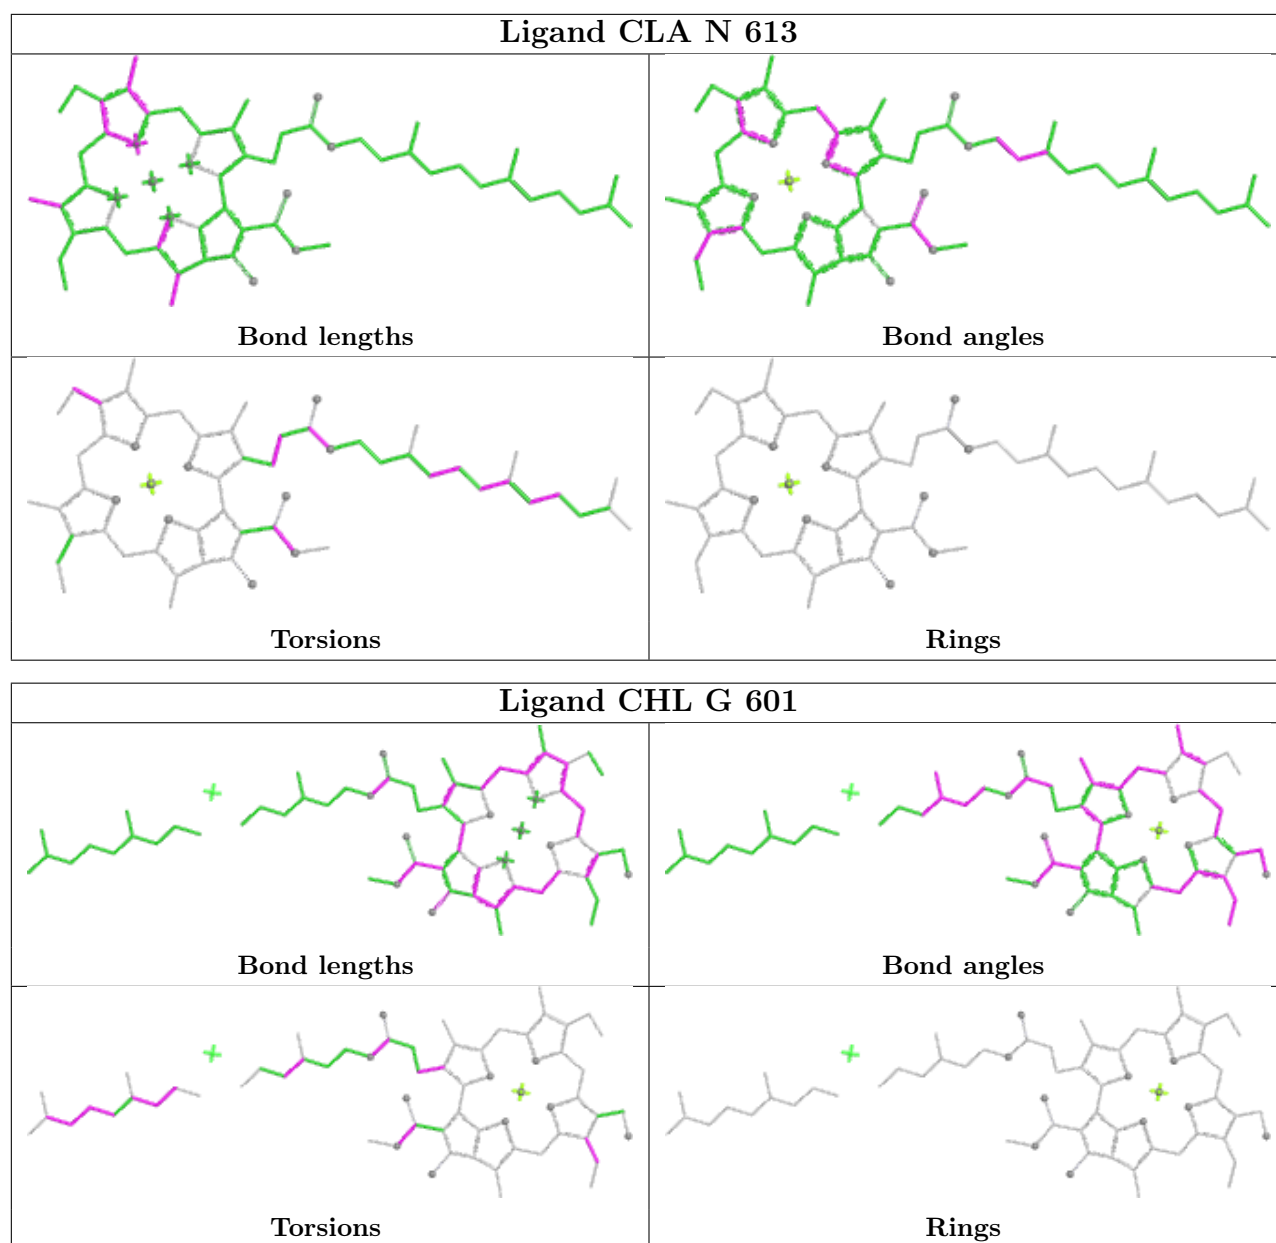 Ligand CLA N 613
Bond lengths
Bond angles
Torsions
Rings
Ligand CHL G 601
Bond lengths
Bond angles
Torsions
Rings